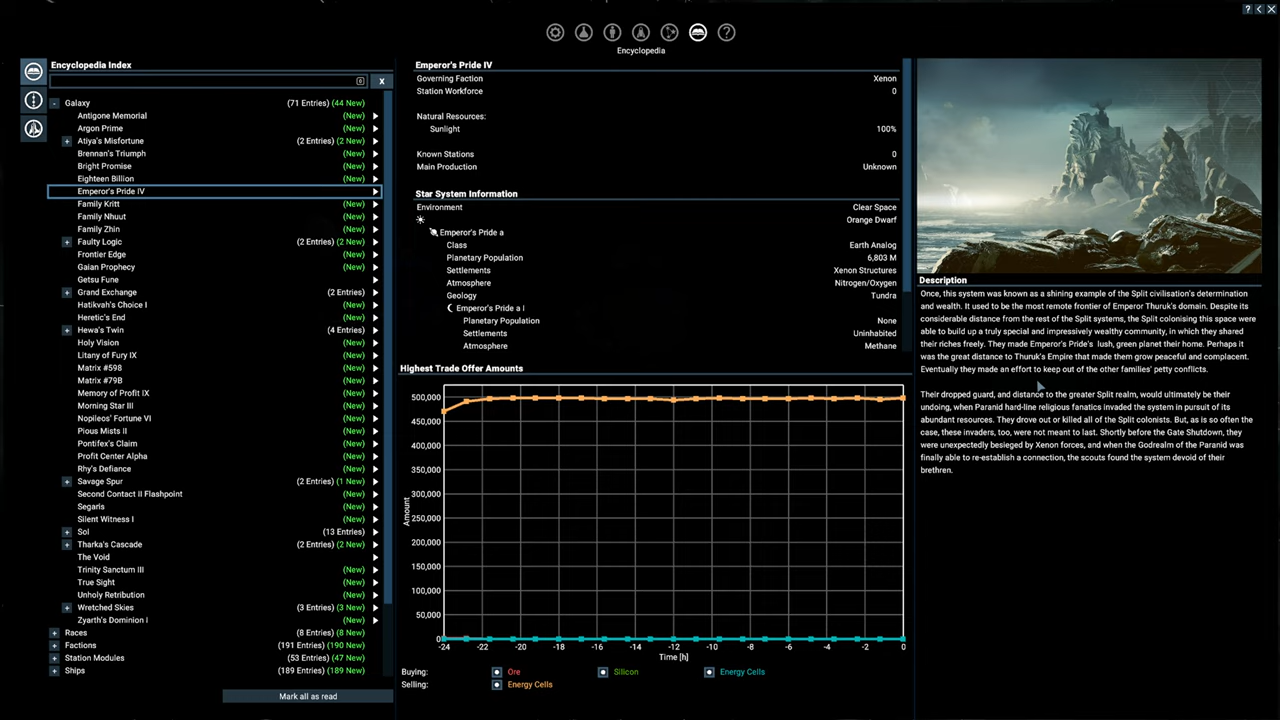 Encyclopedia
Encyclopedia Index
x
- Galaxy (71 Entries) (44 New)
Antigone Memorial (New)
Argon Prime (New)
+ Atiya's Misfortune (2 Entries) (2 New)
Brennan's Triumph (New)
Bright Promise (New)
Eighteen Billion (New)
Emperor's Pride IV
Family Kritt (New)
Family Nhuut (New)
Family Zhin (New)
+ Faulty Logic (2 Entries) (2 New)
Frontier Edge (New)
Gaian Prophecy (New)
Getsu Fune
+ Grand Exchange (2 Entries)
Hatikvah's Choice I (New)
Heretic's End (New)
+ Hewa's Twin (4 Entries)
Holy Vision (New)
Litany of Fury IX (New)
Matrix #598 (New)
Matrix #79B (New)
Memory of Profit IX (New)
Morning Star III (New)
Nopileos' Fortune VI (New)
Pious Mists II (New)
Pontifex's Claim (New)
Profit Center Alpha (New)
Rhy's Defiance (New)
+ Savage Spur (2 Entries) (1 New)
Second Contact II Flashpoint (New)
Segaris (New)
Silent Witness I (New)
+ Sol (13 Entries)
+ Tharka's Cascade (2 Entries) (2 New)
The Void
Trinity Sanctum III (New)
True Sight (New)
Unholy Retribution (New)
+ Wretched Skies (3 Entries) (3 New)
Zyarth's Dominion I (New)
+ Races (8 Entries) (8 New)
+ Factions (191 Entries) (190 New)
+ Station Modules (53 Entries) (47 New)
+ Ships (189 Entries) (189 New)
Mark all as read
Emperor's Pride IV
Governing Faction Xenon
Station Workforce 0
Natural Resources:
Sunlight 100%
Known Stations 0
Main Production Unknown
Star System Information
Environment Clear Space
Orange Dwarf
Emperor's Pride a
Class Earth Analog
Planetary Population 6,803 M
Settlements Xenon Structures
Atmosphere Nitrogen/Oxygen
Geology Tundra
Emperor's Pride a I
Planetary Population None
Settlements Uninhabited
Atmosphere Methane
Highest Trade Offer Amounts
500,000
450,000
400,000
350,000
300,000
250,000
200,000
150,000
100,000
50,000
0
Amount
-24 -22 -20 -18 -16 -14 -12 -10 -8 -6 -4 -2 0
Time [h]
Buying: Ore Silicon Energy Cells
Selling: Energy Cells
Description
Once, this system was known as a shining example of the Split civilisation's determination
and wealth. It used to be the most remote frontier of Emperor Thuruk's domain. Despite its
considerable distance from the rest of the Split systems, the Split colonising this space were
able to build up a truly special and impressively wealthy community, in which they shared
their riches freely. They made Emperor's Pride's lush, green planet their home. Perhaps it
was the great distance to Thuruk's Empire that made them grow peaceful and complacent.
Eventually they made an effort to keep out of the other families' petty conflicts.
Their dropped guard, and distance to the greater Split realm, would ultimately be their
undoing, when Paranid hard-line religious fanatics invaded the system in pursuit of its
abundant resources. They drove out or killed all of the Split colonists. But, as is so often the
case, these invaders, too, were not meant to last. Shortly before the Gate Shutdown, they
were unexpectedly besieged by Xenon forces, and when the Godrealm of the Paranid was
finally able to re-establish a connection, the scouts found the system devoid of their
brethren.